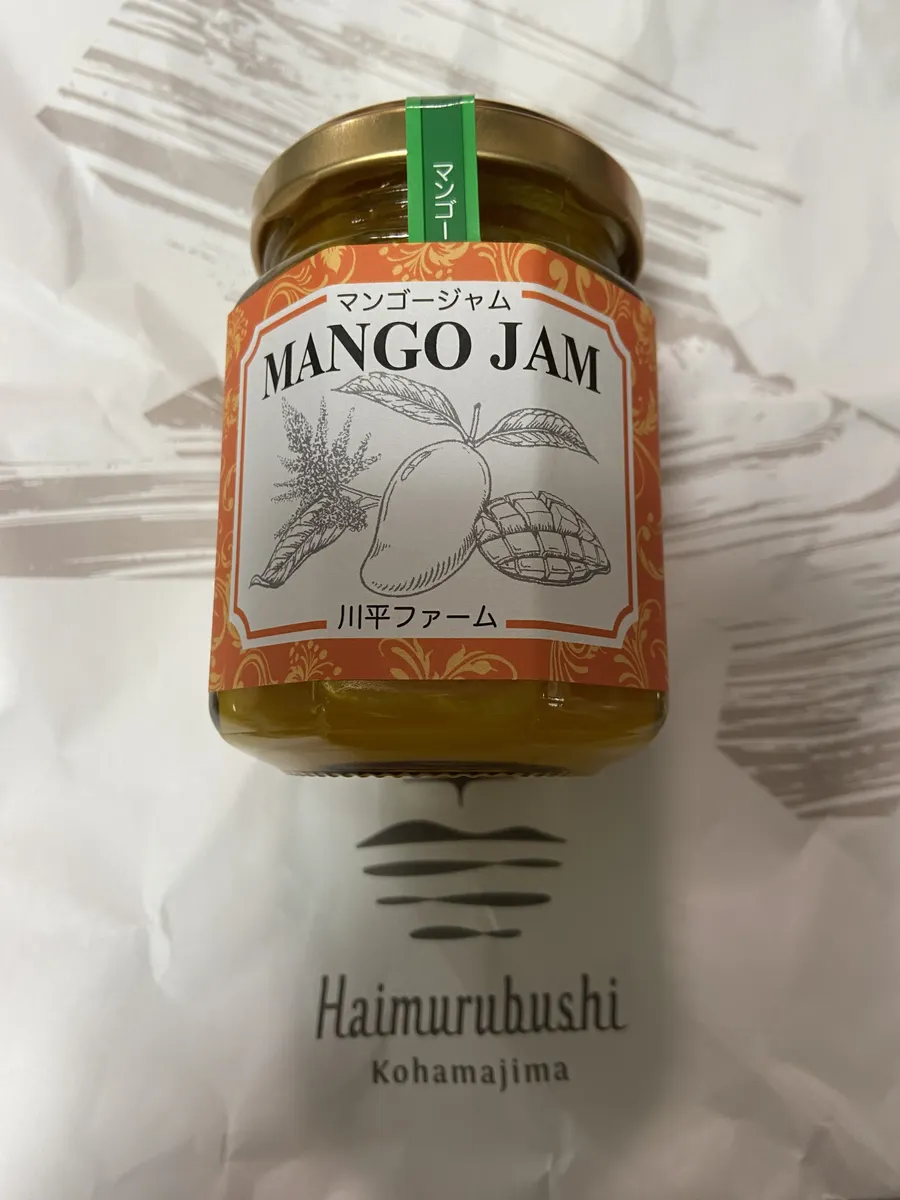 マンゴー
マンゴージャム
MANGO JAM
川平ファーム
Haimurubushi
Kohamajima